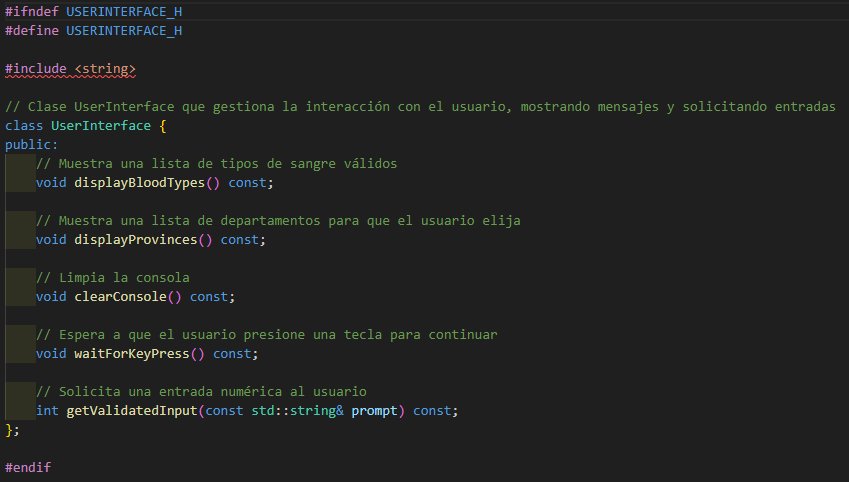 #ifndef USERINTERFACE_H
#define USERINTERFACE_H
#include <string>
// Clase UserInterface que gestiona la interacción con el usuario, mostrando mensajes y solicitando entradas
class UserInterface {
public:
// Muestra una lista de tipos de sangre válidos
void displayBloodTypes() const;
// Muestra una lista de departamentos para que el usuario elija
void displayProvinces() const;
// Limpia la consola
void clearConsole() const;
// Espera a que el usuario presione una tecla para continuar
void waitForKeyPress() const;
// Solicita una entrada numérica al usuario
int getValidatedInput(const std::string& prompt) const;
};
#endif